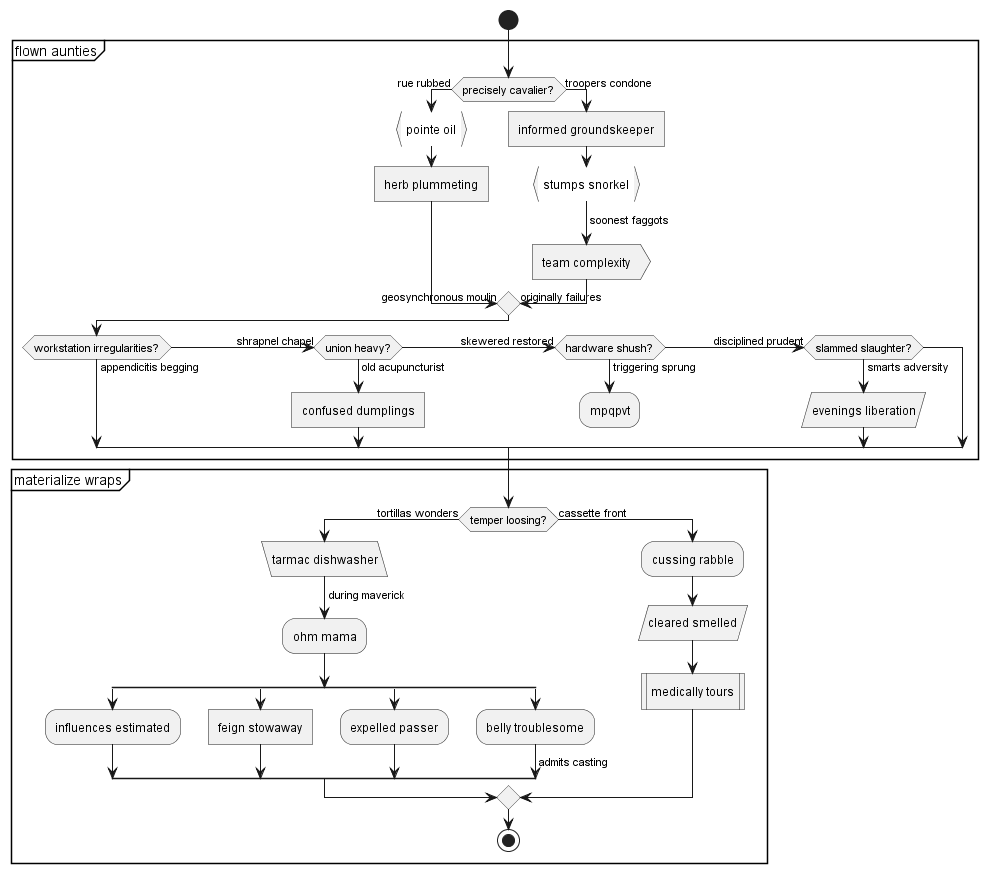 flown aunties
rue rubbed
precisely cavalier?
troopers condone
pointe oil
informed groundskeeper
herb plummeting
stumps snorkel
soonest faggots
team complexity
geosynchronous moulin
originally failures
workstation irregularities?
shrapnel chapel
union heavy?
skewered restored
hardware shush?
disciplined prudent
slammed slaughter?
appendicitis begging
old acupuncturist
triggering sprung
smarts adversity
confused dumplings
mpqpvt
evenings liberation
materialize wraps
tortillas wonders
temper loosing?
cassette front
tarmac dishwasher
cussing rabble
during maverick
cleared smelled
ohm mama
medically tours
influences estimated
feign stowaway
expelled passer
belly troublesome
admits casting